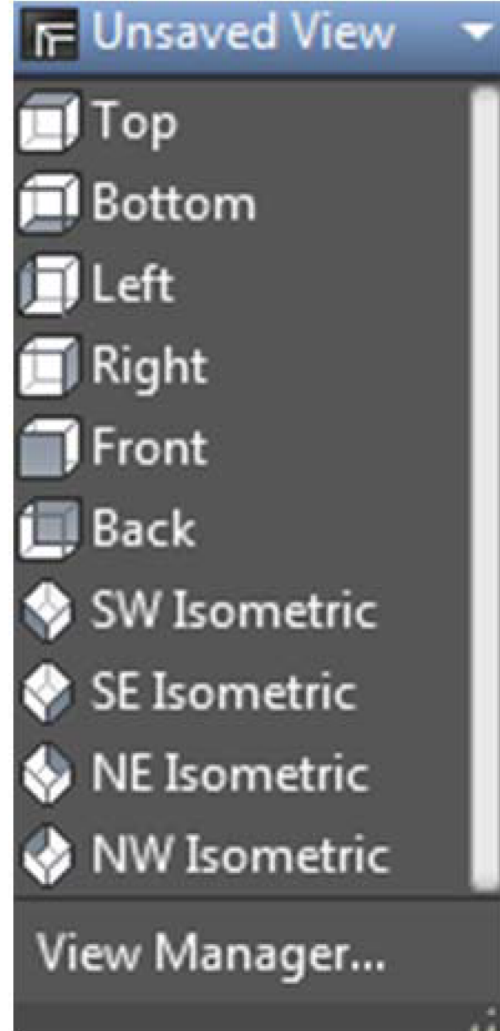 Unsaved View
Top
Bottom
Left
Right
Front
Back
SW Isometric
SE Isometric
NE Isometric
NW Isometric
View Manager...